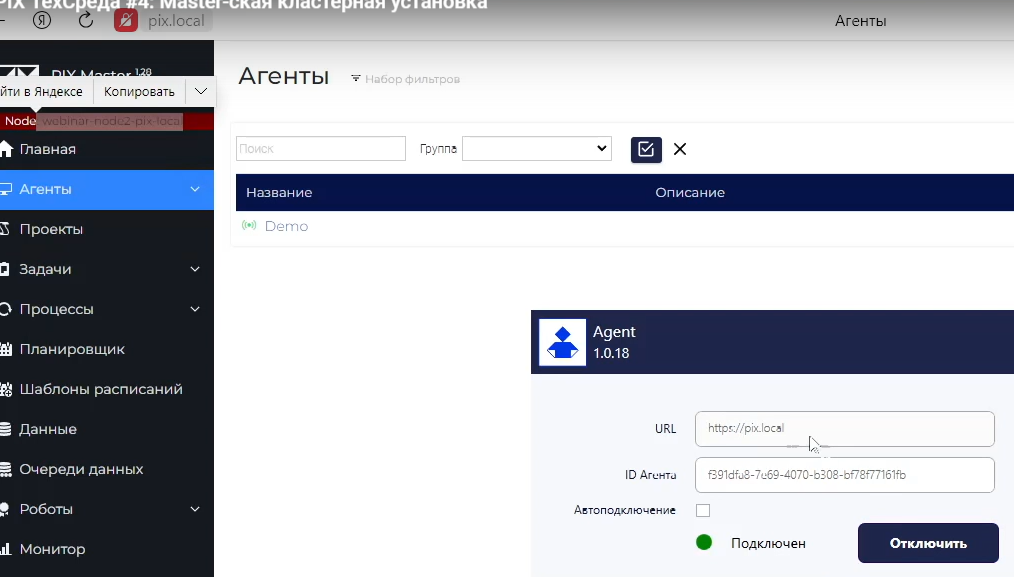 PIX ТехСреда #4: Master-ская кластерная установка
pix.local
Агенты
PIX Master 1.20
йти в Яндексе
Копировать
Node webinar-node2-pix-loca
Главная
Агенты
Проекты
Задачи
Процессы
Планировщик
Шаблоны расписаний
Данные
Очереди данных
Роботы
Монитор
Агенты
Набор фильтров
Поиск
Группа
Название
Описание
Demo
Agent
1.0.18
URL
https://pix.local
ID Агента
f391dfa8-7e69-4070-b308-bf78f77161fb
Автоподключение
Подключен
Отключить